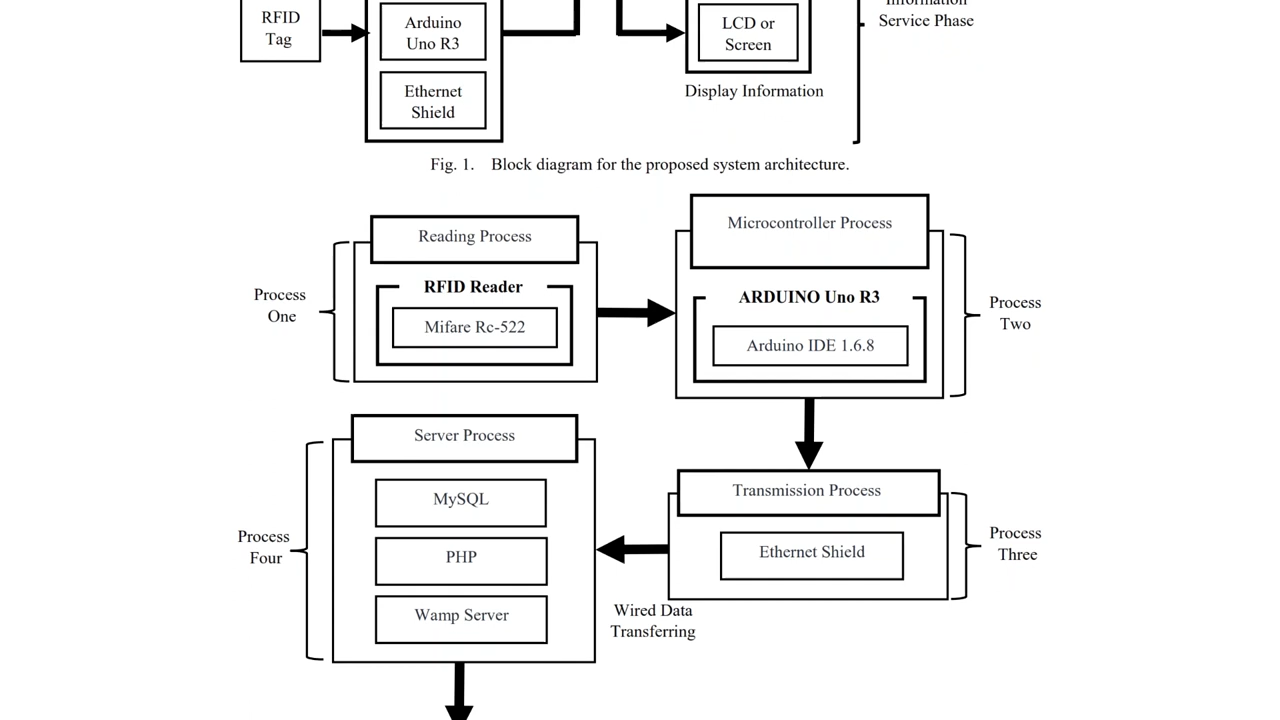 RFID
Tag
Arduino
Uno R3
Ethernet
Shield
LCD or
Screen
Display Information
Service Phase
Fig. 1. Block diagram for the proposed system architecture.
Reading Process
RFID Reader
Mifare Rc-522
Process
One
Microcontroller Process
ARDUINO Uno R3
Arduino IDE 1.6.8
Process
Two
Server Process
MySQL
PHP
Wamp Server
Process
Four
Transmission Process
Ethernet Shield
Process
Three
Wired Data
Transferring